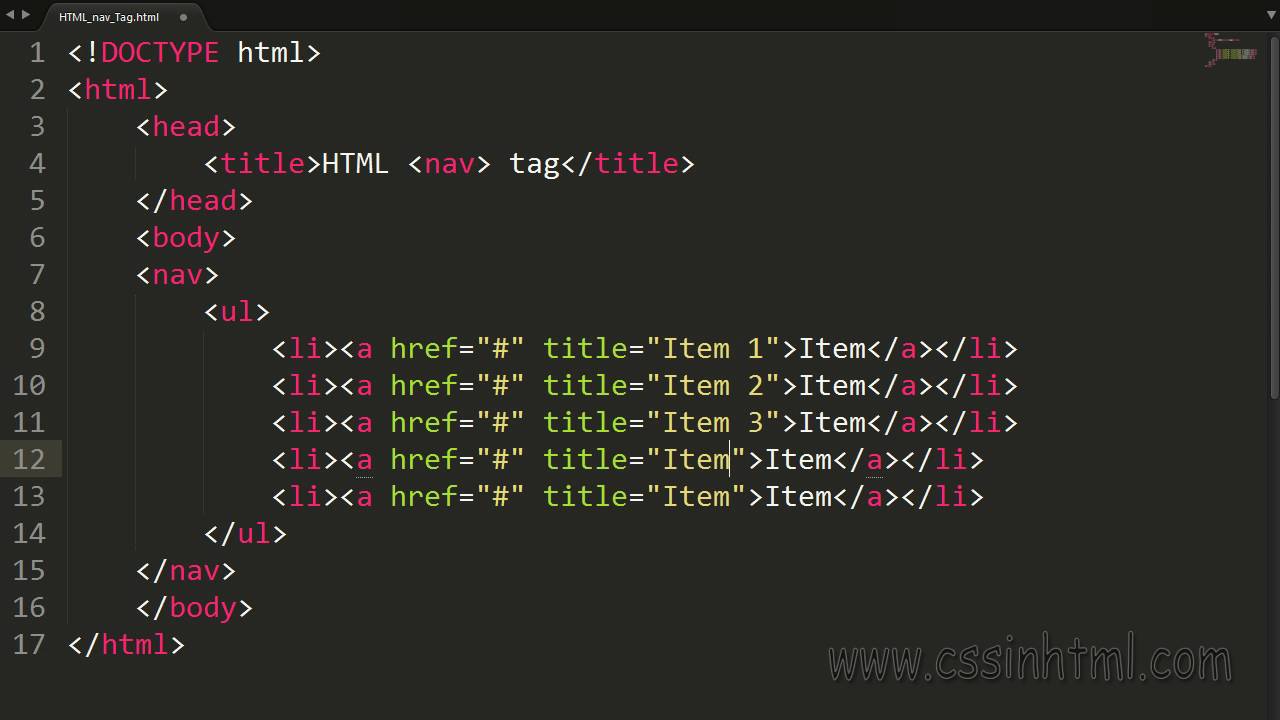 HTML_nav_Tag.html
1 <!DOCTYPE html>
2 <html>
3 <head>
4 <title>HTML <nav> tag</title>
5 </head>
6 <body>
7 <nav>
8 <ul>
9 <li><a href="#" title="Item 1">Item</a></li>
10 <li><a href="#" title="Item 2">Item</a></li>
11 <li><a href="#" title="Item 3">Item</a></li>
12 <li><a href="#" title="Item">Item</a></li>
13 <li><a href="#" title="Item">Item</a></li>
14 </ul>
15 </nav>
16 </body>
17 </html>
www.cssinhtml.com